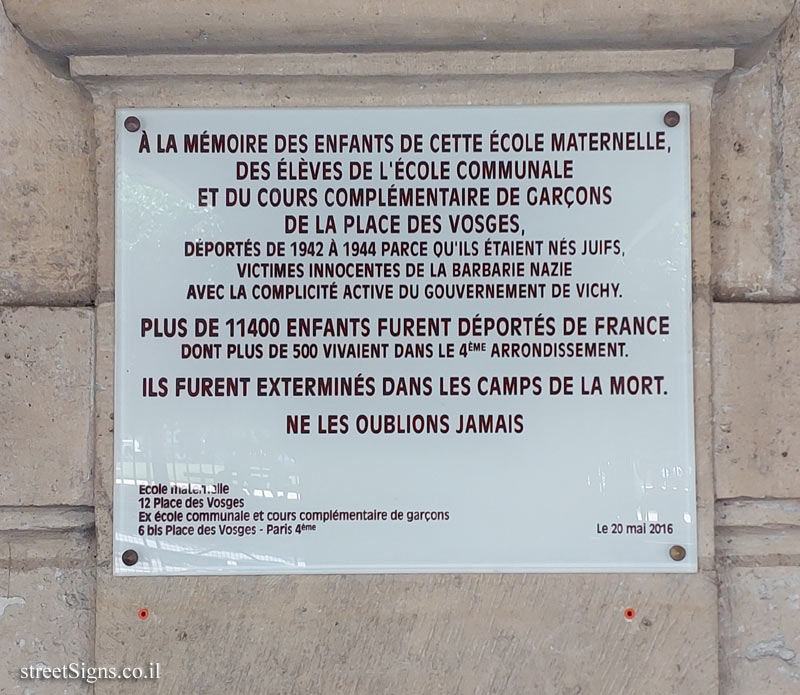 À LA MÉMOIRE DES ENFANTS DE CETTE ÉCOLE MATERNELLE,
DES ÉLÈVES DE L'ÉCOLE COMMUNALE
ET DU COURS COMPLÉMENTAIRE DE GARÇONS
DE LA PLACE DES VOSGES,
DÉPORTÉS DE 1942 À 1944 PARCE QU'ILS ÉTAIENT NÉS JUIFS,
VICTIMES INNOCENTES DE LA BARBARIE NAZIE
AVEC LA COMPLICITÉ ACTIVE DU GOUVERNEMENT DE VICHY.
PLUS DE 11400 ENFANTS FURENT DÉPORTÉS DE FRANCE
DONT PLUS DE 500 VIVAIENT DANS LE 4ÈME ARRONDISSEMENT.
ILS FURENT EXTERMINÉS DANS LES CAMPS DE LA MORT.
NE LES OUBLIONS JAMAIS
Ecole maternelle
12 Place des Vosges
Ex école communale et cours complémentaire de garçons
6 bis Place des Vosges - Paris 4ème
Le 20 mai 2016
streetSigns.co.il